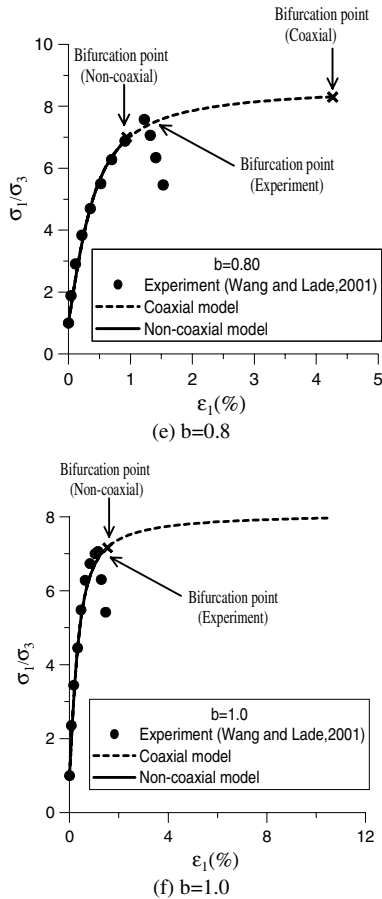 Bifurcation point
(Coaxial)
Bifurcation point
(Non-coaxial)
Bifurcation point
(Experiment)
10
8
6
4
2
0
σ1/σ3
b=0.80
Experiment (Wang and Lade,2001)
Coaxial model
Non-coaxial model
0 1 2 3 4 5
ε1(%)
(e) b=0.8
Bifurcation point
(Non-coaxial)
Bifurcation point
(Experiment)
8
6
4
2
0
σ1/σ3
b=1.0
Experiment (Wang and Lade,2001)
Coaxial model
Non-coaxial model
0 4 8 12
ε1(%)
(f) b=1.0